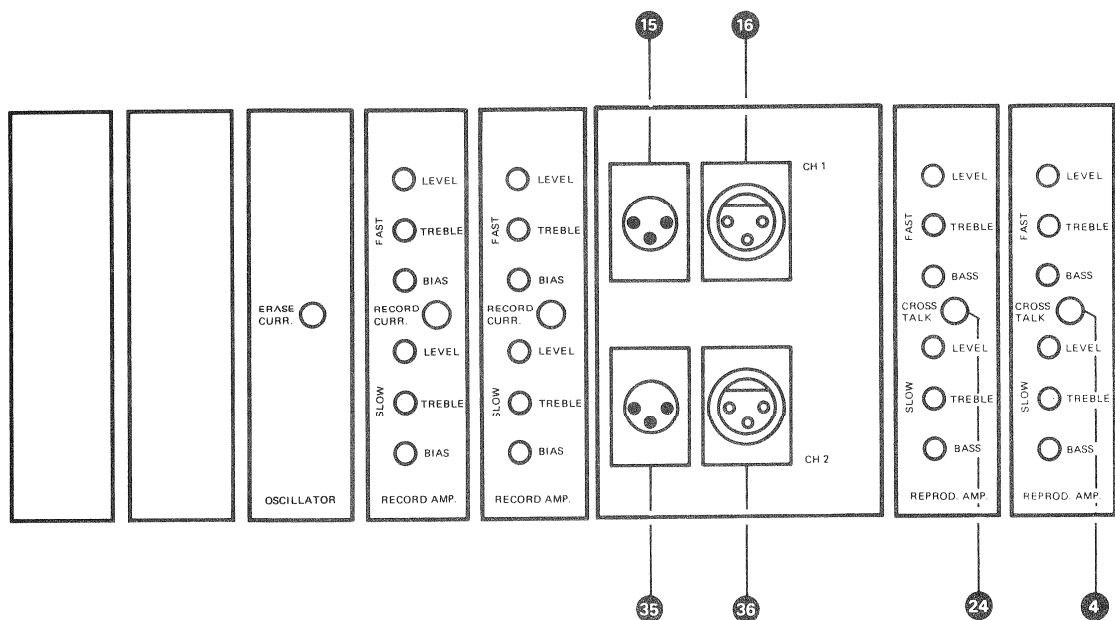 15
16
ERASE
CURR.
OSCILLATOR
LEVEL
FAST
TREBLE
BIAS
RECORD
CURR.
LEVEL
SLOW
TREBLE
BIAS
RECORD AMP.
LEVEL
FAST
TREBLE
BIAS
RECORD
CURR.
LEVEL
SLOW
TREBLE
BIAS
RECORD AMP.
CH 1
CH 2
LEVEL
FAST
TREBLE
BASS
CROSS
TALK
LEVEL
SLOW
TREBLE
BASS
REPROD. AMP.
LEVEL
FAST
TREBLE
BASS
CROSS
TALK
LEVEL
SLOW
TREBLE
BASS
REPROD. AMP.
35
36
24
4